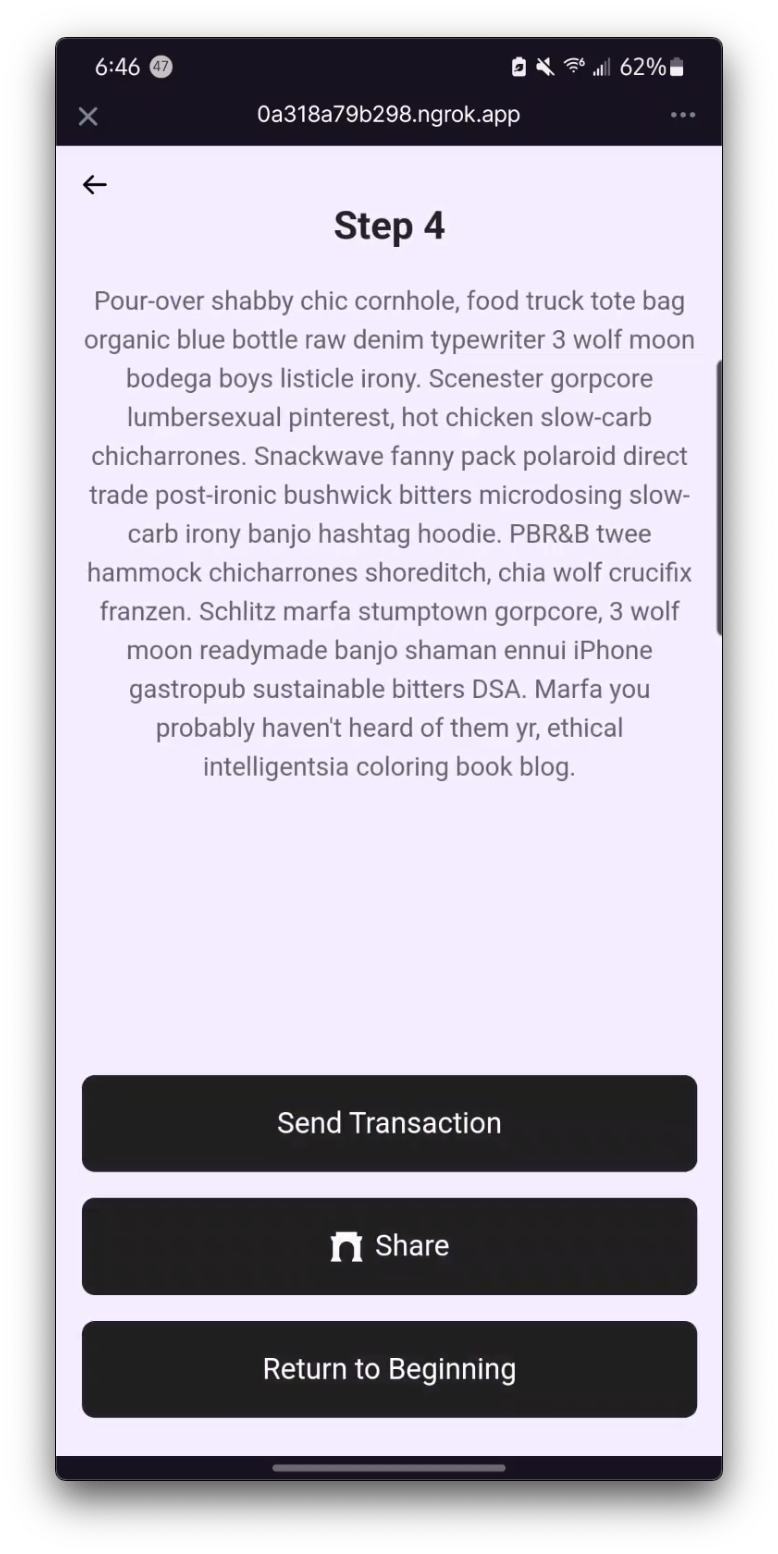 6:46 47 62%
0a318a79b298.ngrok.app
Step 4
Pour-over shabby chic cornhole, food truck tote bag
organic blue bottle raw denim typewriter 3 wolf moon
bodega boys listicle irony. Scenester gorpcore
lumbersexual pinterest, hot chicken slow-carb
chicharrones. Snackwave fanny pack polaroid direct
trade post-ironic bushwick bitters microdosing slow-
carb irony banjo hashtag hoodie. PBR&B twee
hammock chicharrones shoreditch, chia wolf crucifix
franzen. Schlitz marfa stumptown gorpcore, 3 wolf
moon readymade banjo shaman ennui iPhone
gastropub sustainable bitters DSA. Marfa you
probably haven't heard of them yr, ethical
intelligentsia coloring book blog.
Send Transaction
Share
Return to Beginning